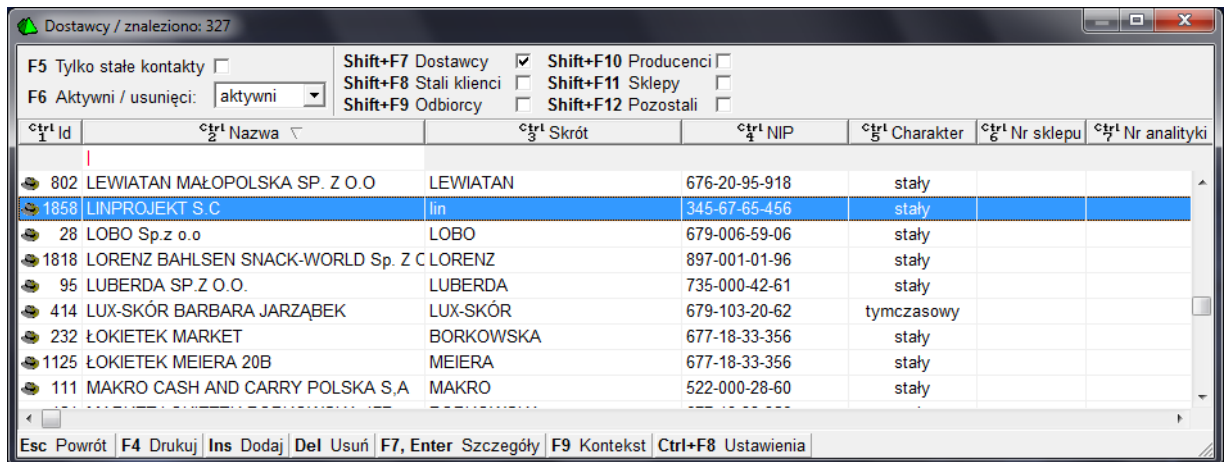 Dostawcy / znaleziono: 327
F5 Tylko stałe kontakty
F6 Aktywni / usunięci: aktywni
Shift+F7 Dostawcy Shift+F10 Producenci
Shift+F8 Stali klienci Shift+F11 Sklepy
Shift+F9 Odbiorcy Shift+F12 Pozostali
Ctrl 1 Id Ctrl 2 Nazwa Ctrl 3 Skrót Ctrl 4 NIP Ctrl 5 Charakter Ctrl 6 Nr sklepu Ctrl 7 Nr analityki
802 LEWIATAN MAŁOPOLSKA SP. Z O.O LEWIATAN 676-20-95-918 stały
1858 LINPROJEKT S.C lin 345-67-65-456 stały
28 LOBO Sp.z o.o LOBO 679-006-59-06 stały
1818 LORENZ BAHLSEN SNACK-WORLD Sp. Z C LORENZ 897-001-01-96 stały
95 LUBERDA SP.Z O.O. LUBERDA 735-000-42-61 stały
414 LUX-SKÓR BARBARA JARZĄBEK LUX-SKÓR 679-103-20-62 tymczasowy
232 ŁOKIETEK MARKET BORKOWSKA 677-18-33-356 stały
1125 ŁOKIETEK MEIERA 20B MEIERA 677-18-33-356 stały
111 MAKRO CASH AND CARRY POLSKA S,A MAKRO 522-000-28-60 stały
Esc Powrót F4 Drukuj Ins Dodaj Del Usuń F7, Enter Szczegóły F9 Kontekst Ctrl+F8 Ustawienia